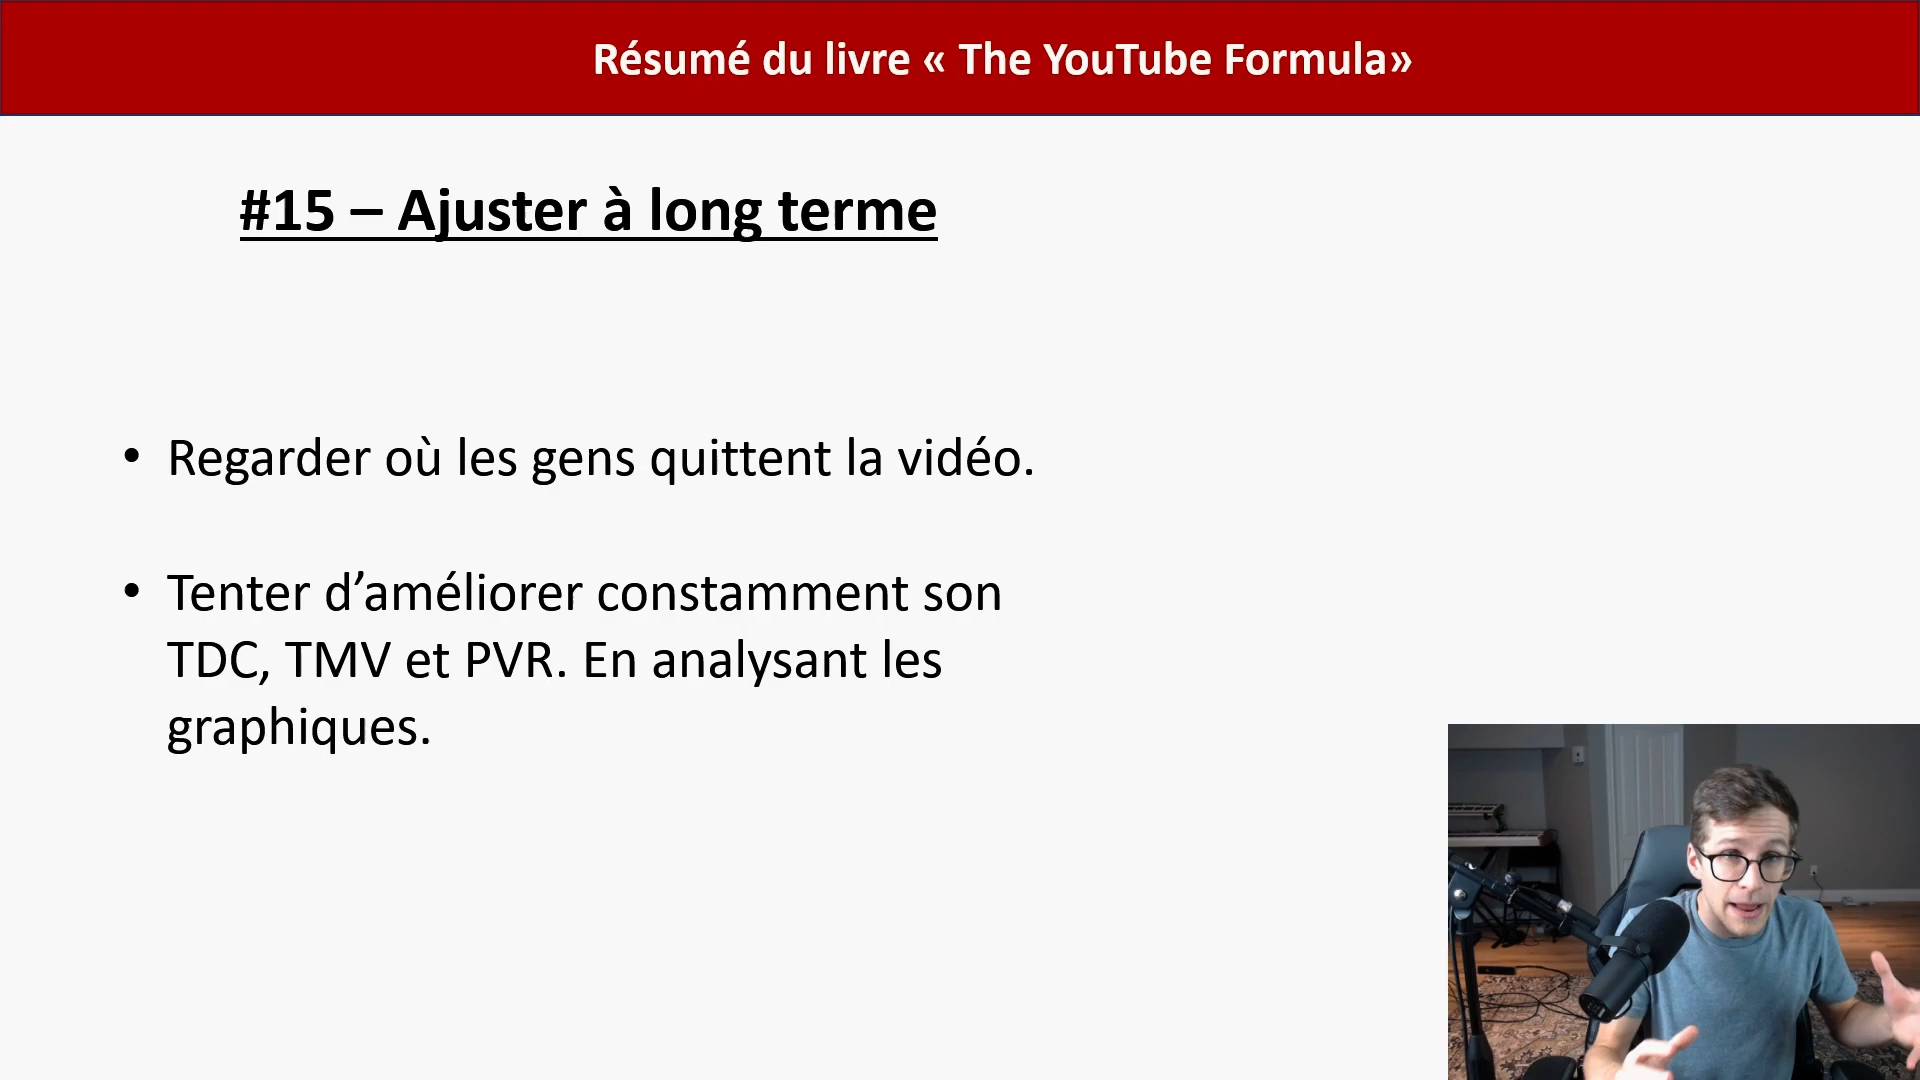 Résumé du livre « The YouTube Formula»
#15 – Ajuster à long terme
• Regarder où les gens quittent la vidéo.
• Tenter d’améliorer constamment son
TDC, TMV et PVR. En analysant les
graphiques.